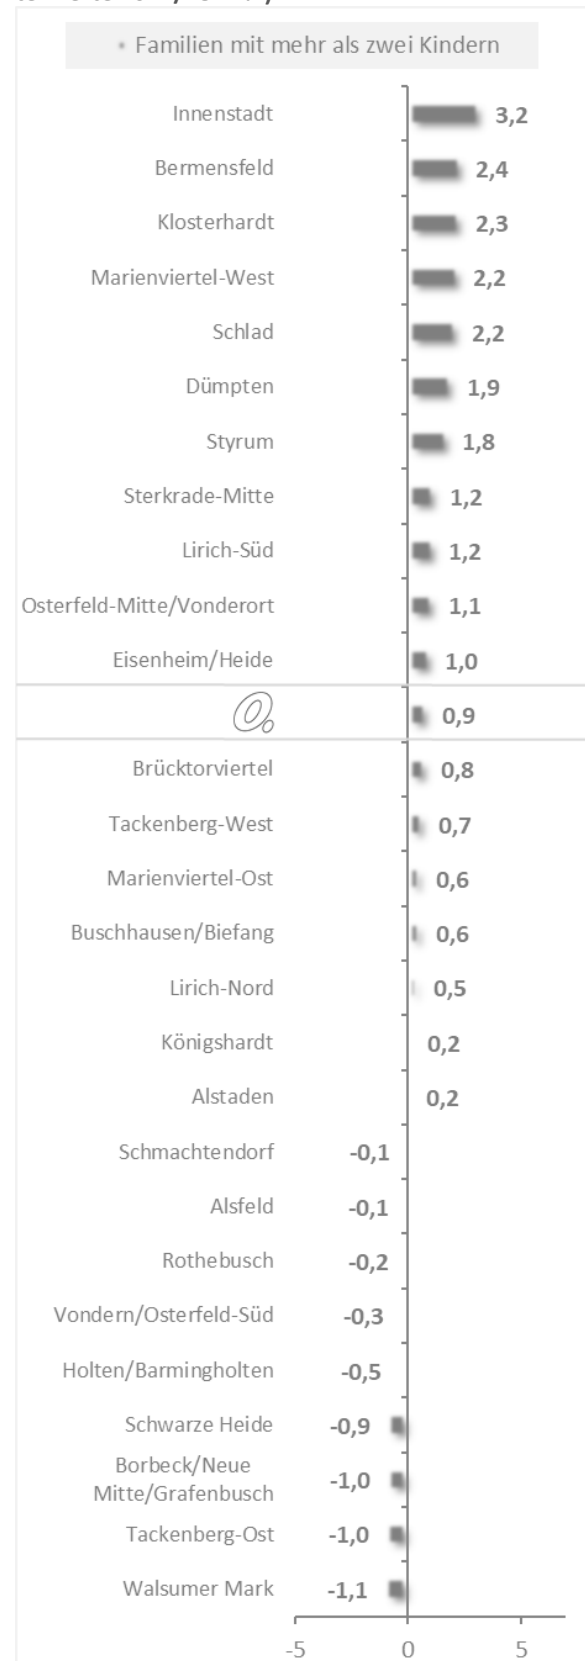 Familien mit mehr als zwei Kindern
Innenstadt 3,2
Bermensfeld 2,4
Klosterhardt 2,3
Marienviertel-West 2,2
Schlad 2,2
Dümpten 1,9
Styrum 1,8
Sterkrade-Mitte 1,2
Lirich-Süd 1,2
Osterfeld-Mitte/Vonderort 1,1
Eisenheim/Heide 1,0
0,9
Brücktorviertel 0,8
Tackenberg-West 0,7
Marienviertel-Ost 0,6
Buschhausen/Biefang 0,6
Lirich-Nord 0,5
Königshardt 0,2
Alstaden 0,2
Schmachtendorf -0,1
Alsfeld -0,1
Rothebusch -0,2
Vondern/Osterfeld-Süd -0,3
Holten/Barmingholten -0,5
Schwarze Heide -0,9
Borbeck/Neue
Mitte/Grafenbusch -1,0
Tackenberg-Ost -1,0
Walsumer Mark -1,1
-5 0 5